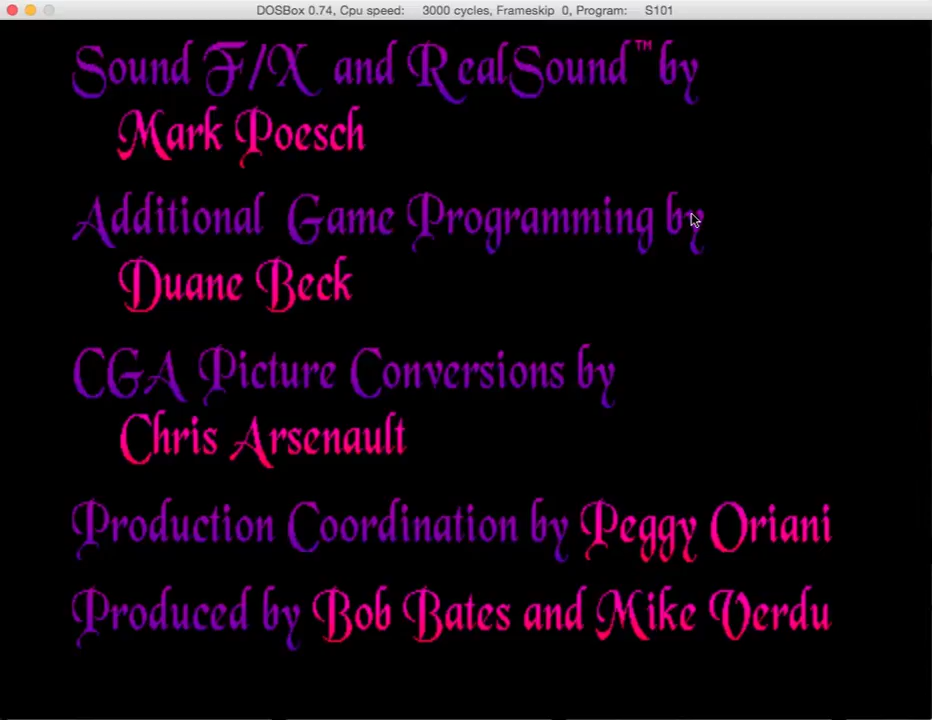 DOSBox 0.74, Cpu speed: 3000 cycles, Frameskip 0, Program: S101
Sound F/X and RealSound™ by
Mark Poesch
Additional Game Programming by
Duane Beck
CGA Picture Conversions by
Chris Arsenault
Production Coordination by Peggy Oriani
Produced by Bob Bates and Mike Verdu